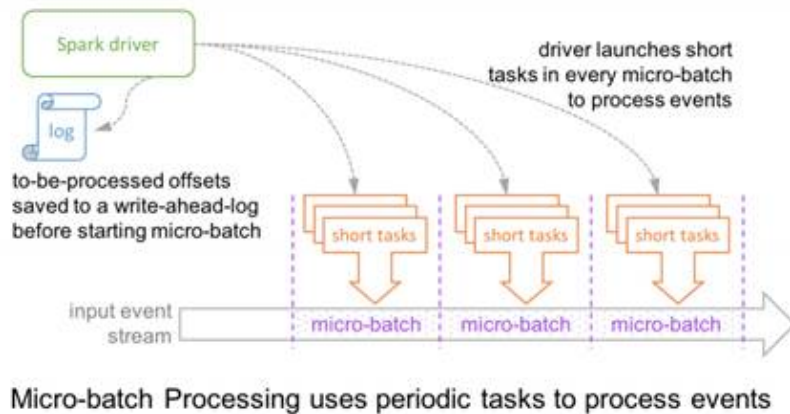 Spark driver
log
driver launches short
tasks in every micro-batch
to process events
to-be-processed offsets
saved to a write-ahead-log
before starting micro-batch
short tasks
short tasks
short tasks
input event
stream
micro-batch
micro-batch
micro-batch
Micro-batch Processing uses periodic tasks to process events